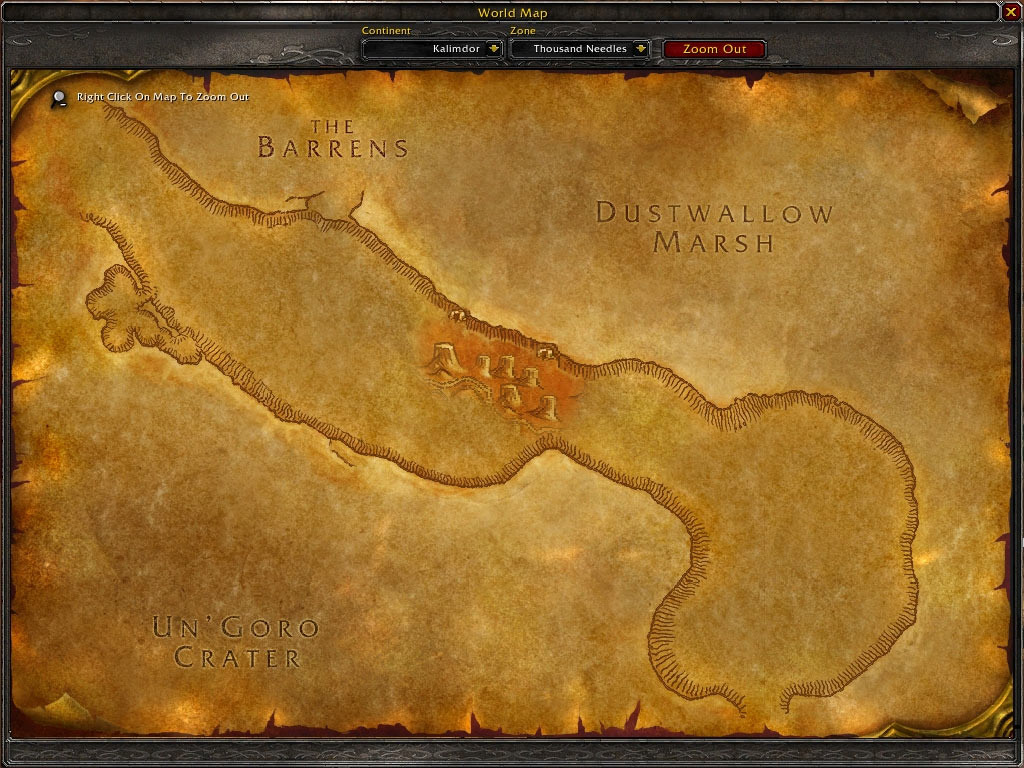 World Map
Continent
Zone
Kalimdor
Thousand Needles
Zoom Out
Right Click On Map To Zoom Out
THE
BARRENS
DUSTWALLOW
MARSH
UN'GORO
CRATER